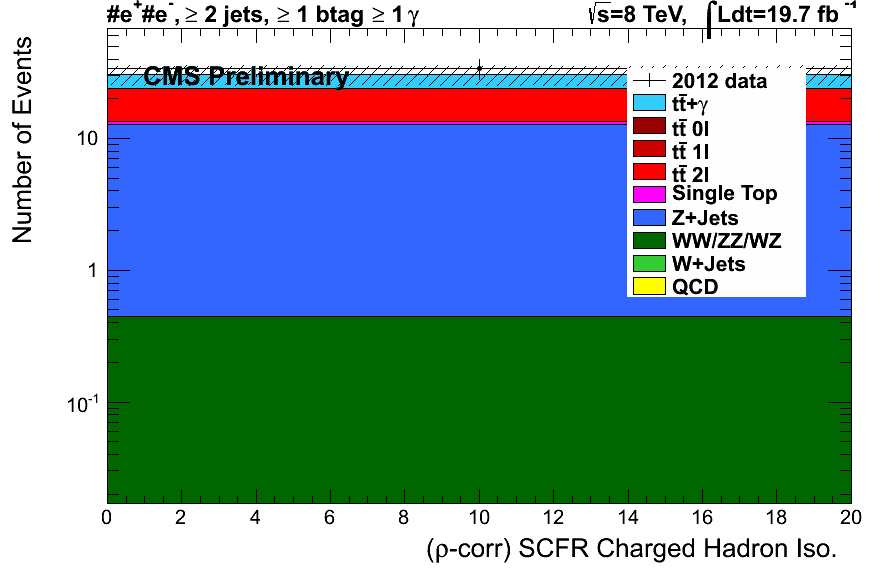 #e⁺#e⁻, ≥ 2 jets, ≥ 1 btag ≥ 1 γ
√s=8 TeV, ∫Ldt=19.7 fb⁻¹
Number of Events
CMS Preliminary
2012 data
tt̄+γ
tt̄ 0l
tt̄ 1l
tt̄ 2l
Single Top
Z+Jets
WW/ZZ/WZ
W+Jets
QCD
10
1
10⁻¹
0 2 4 6 8 10 12 14 16 18 20
(ρ-corr) SCFR Charged Hadron Iso.